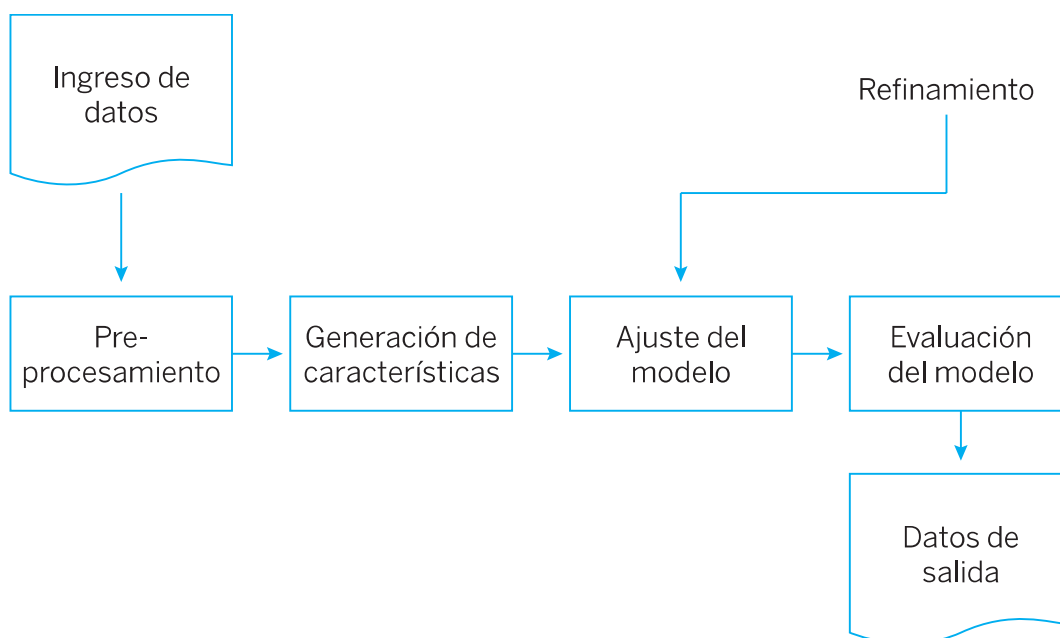 Ingreso de
datos
Refinamiento
Pre-
procesamiento
Generación de
características
Ajuste del
modelo
Evaluación
del modelo
Datos de
salida